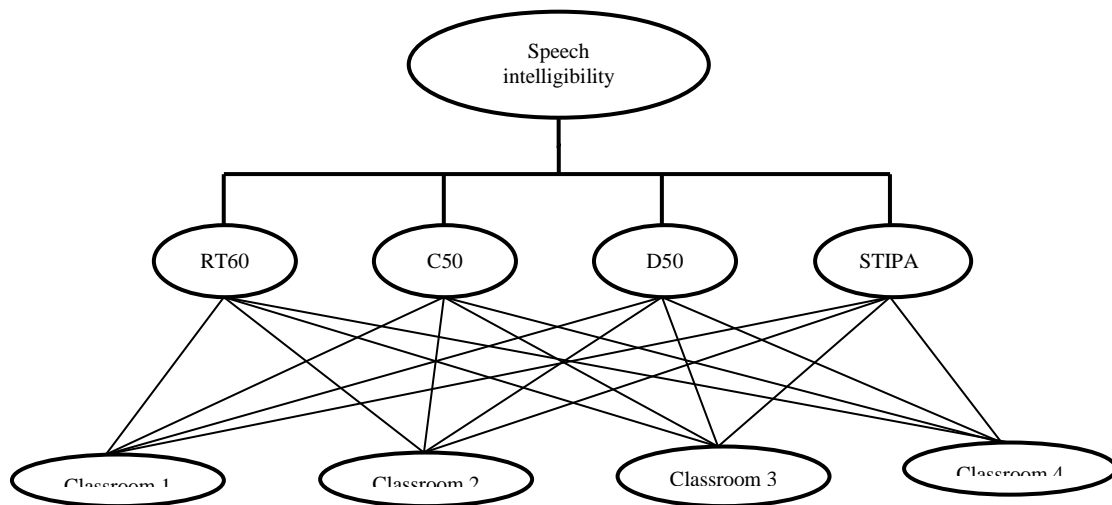 Speech
intelligibility
RT60
C50
D50
STIPA
Classroom 1
Classroom 2
Classroom 3
Classroom 4